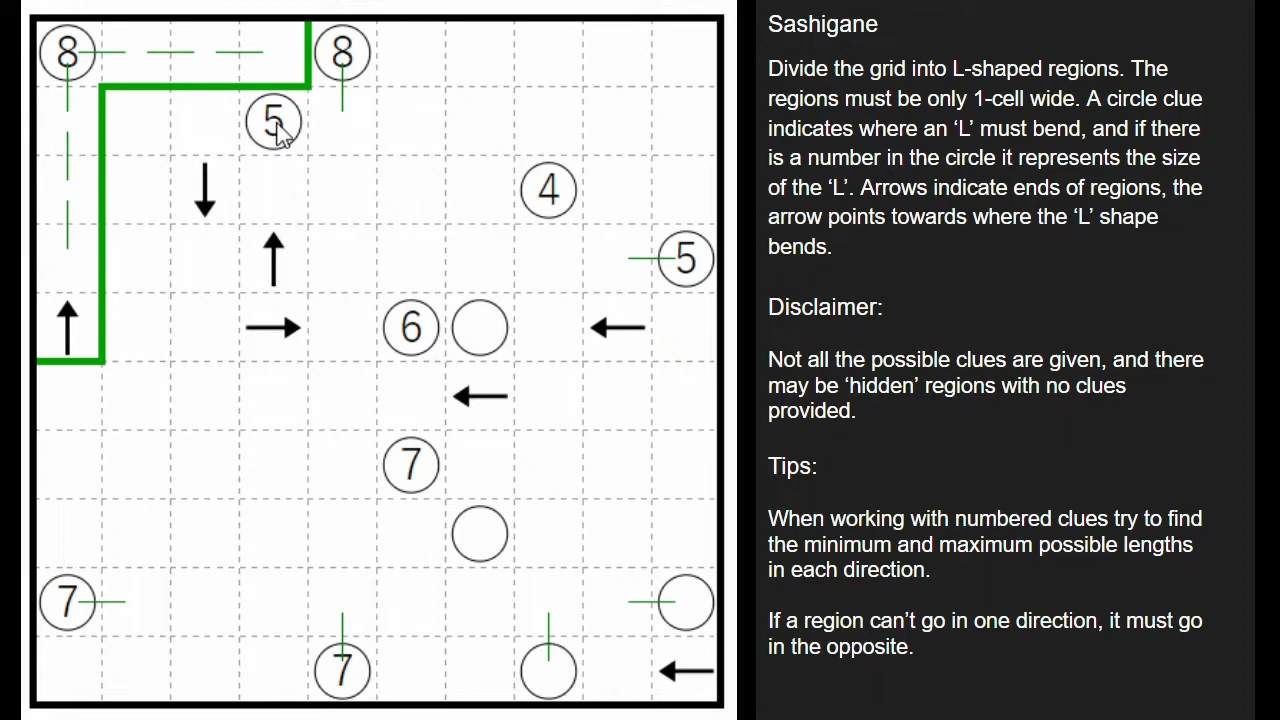 8 8
5
4
5
6
7
7
7
Sashigane
Divide the grid into L-shaped regions. The
regions must be only 1-cell wide. A circle clue
indicates where an ‘L’ must bend, and if there
is a number in the circle it represents the size
of the ‘L’. Arrows indicate ends of regions, the
arrow points towards where the ‘L’ shape
bends.
Disclaimer:
Not all the possible clues are given, and there
may be ‘hidden’ regions with no clues
provided.
Tips:
When working with numbered clues try to find
the minimum and maximum possible lengths
in each direction.
If a region can’t go in one direction, it must go
in the opposite.